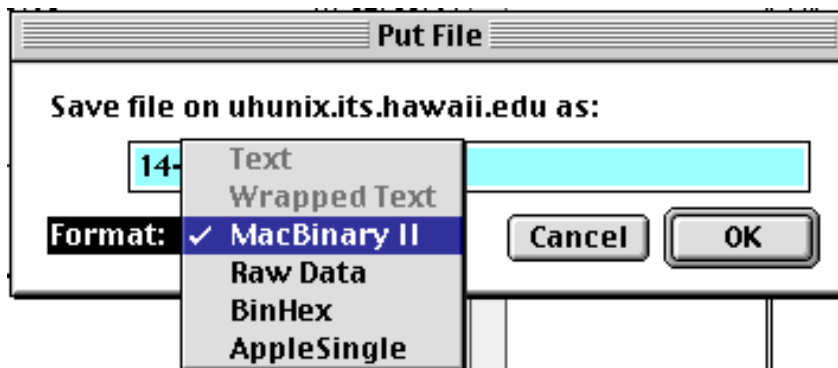 Put File
Save file on uhunix.its.hawaii.edu as:
14-
Text
Wrapped Text
Format: ✓ MacBinary II
Cancel
OK
Raw Data
BinHex
AppleSingle